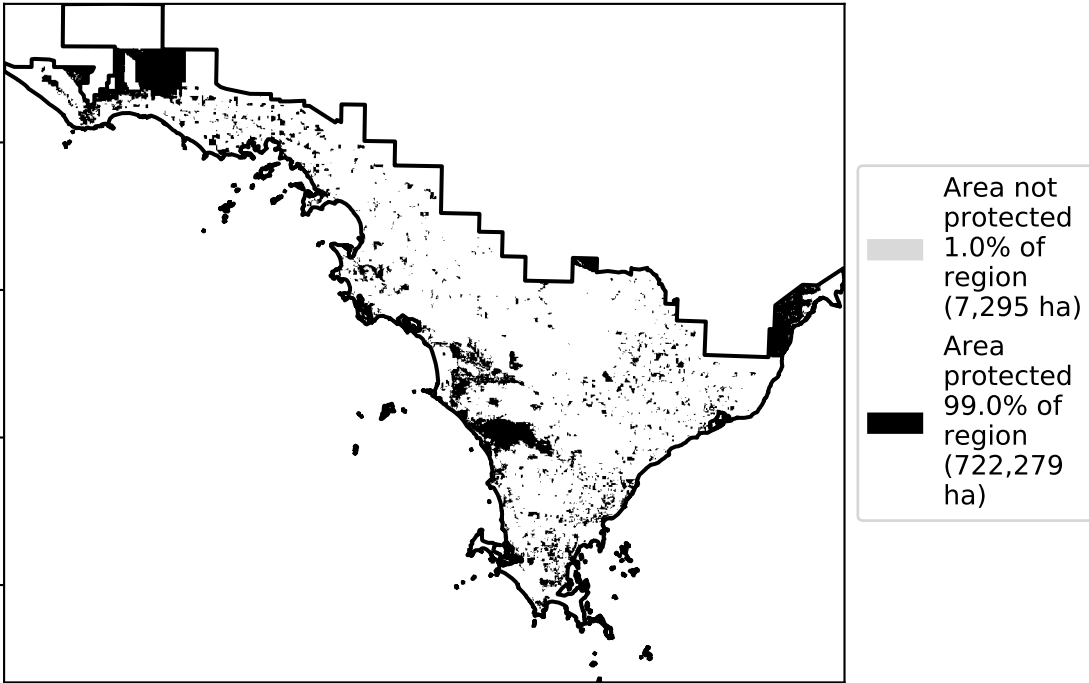 Area not
protected
1.0% of
region
(7,295 ha)
Area
protected
99.0% of
region
(722,279
ha)